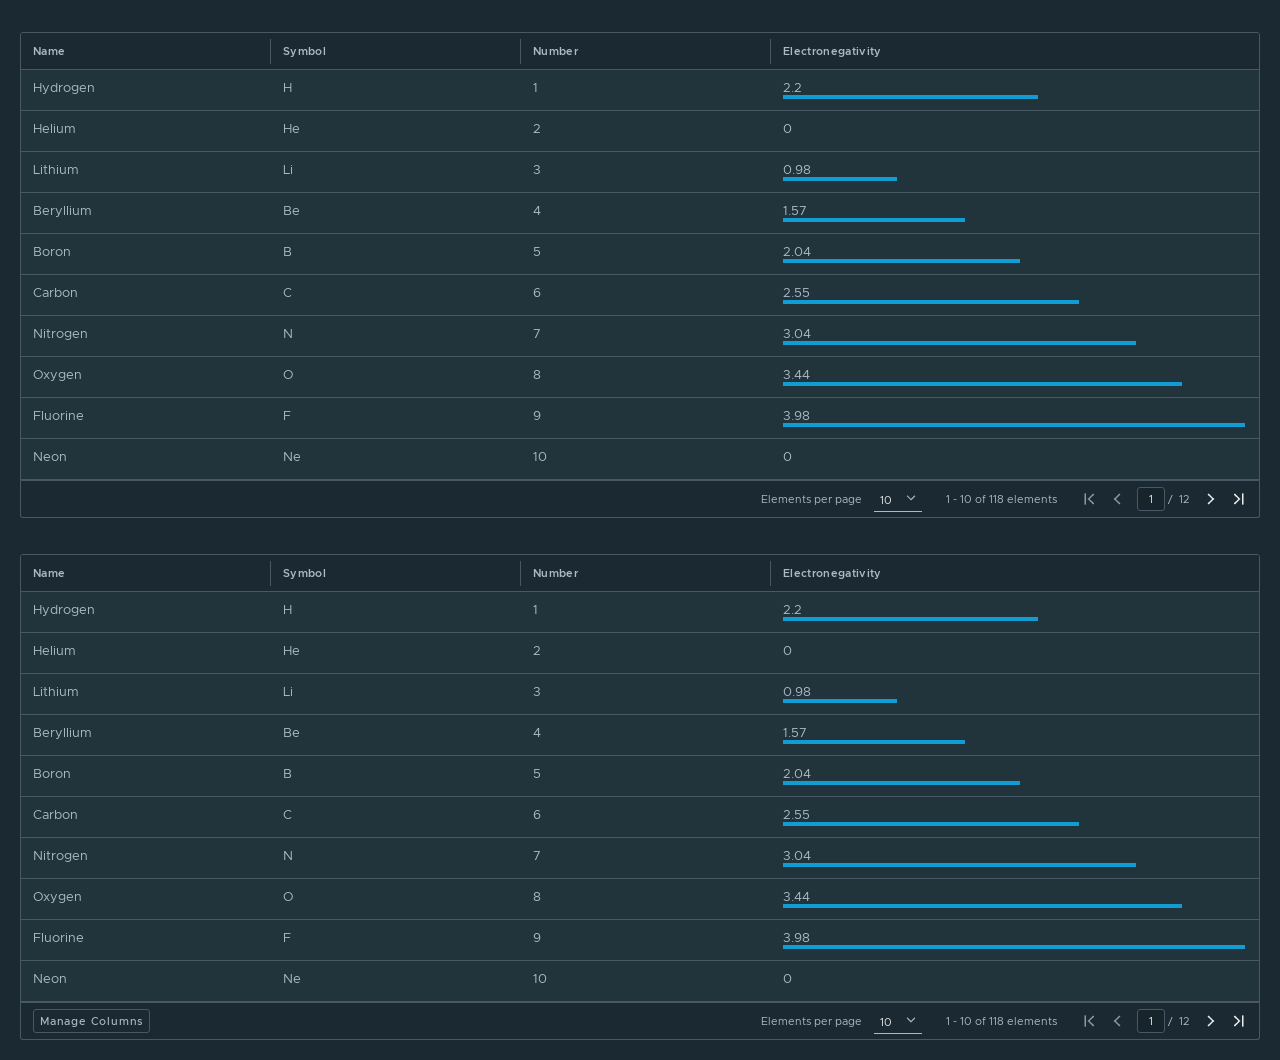 Name Symbol Number Electronegativity
Hydrogen H 1 2.2
Helium He 2 0
Lithium Li 3 0.98
Beryllium Be 4 1.57
Boron B 5 2.04
Carbon C 6 2.55
Nitrogen N 7 3.04
Oxygen O 8 3.44
Fluorine F 9 3.98
Neon Ne 10 0
Elements per page 10 1 - 10 of 118 elements 1 / 12
Name Symbol Number Electronegativity
Hydrogen H 1 2.2
Helium He 2 0
Lithium Li 3 0.98
Beryllium Be 4 1.57
Boron B 5 2.04
Carbon C 6 2.55
Nitrogen N 7 3.04
Oxygen O 8 3.44
Fluorine F 9 3.98
Neon Ne 10 0
Manage Columns Elements per page 10 1 - 10 of 118 elements 1 / 12